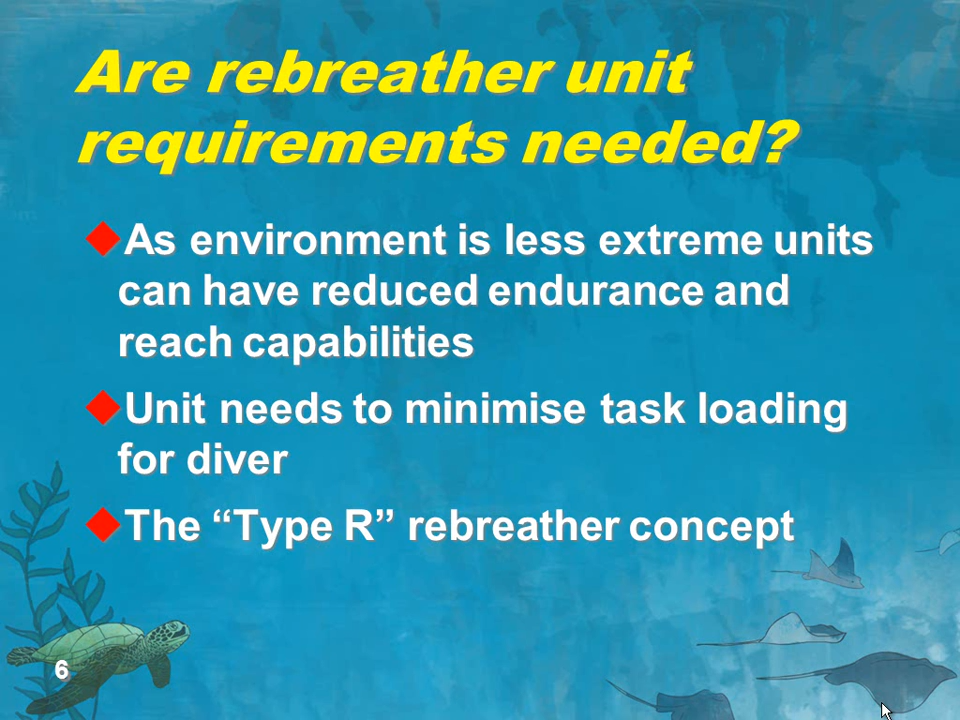 Are rebreather unit
requirements needed?
As environment is less extreme units
can have reduced endurance and
reach capabilities
Unit needs to minimise task loading
for diver
The “Type R” rebreather concept
6